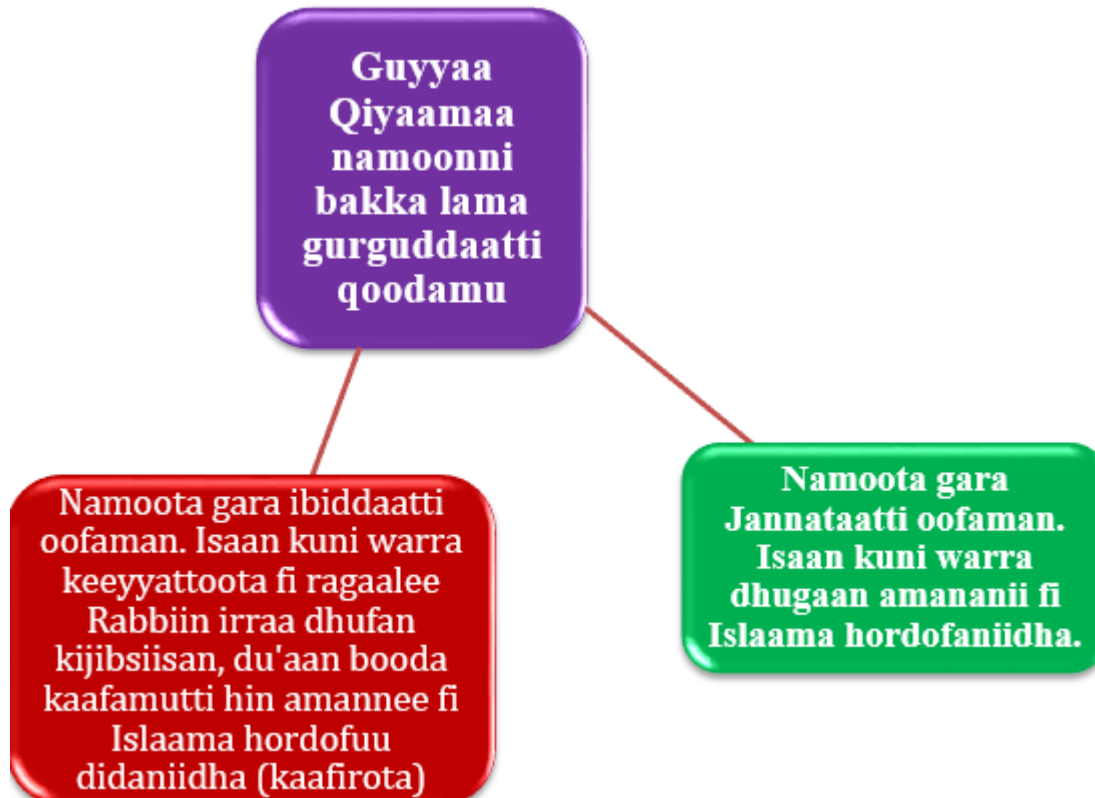 Guyyaa
Qiyaamaa
namoonni
bakka lama
gurguddaatti
qoodamu
Namoota gara ibiddaatti
oofaman. Isaan kuni warra
keeyyattoota fi ragaalee
Rabbiin irraa dhufan
kijibsiisan, du'aan booda
kaafamutti hin amannee fi
Islaama hordofuu
didaniidha (kaafirota)
Namoota gara
Jannataatti oofaman.
Isaan kuni warra
dhugaan amananii fi
Islaama hordofaniidha.